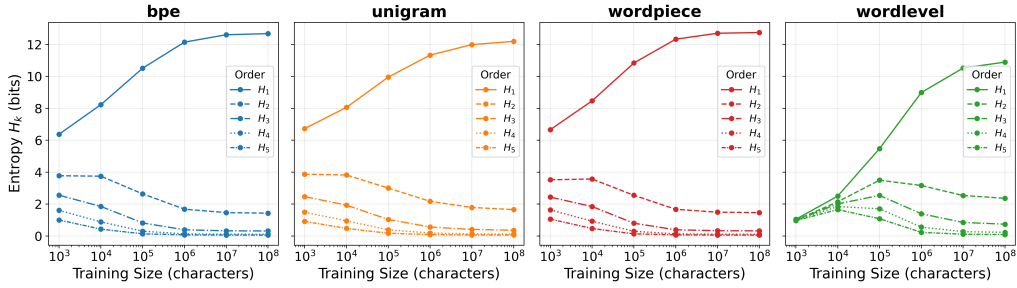 bpe
unigram
wordpiece
wordlevel
Entropy H_k (bits)
12
10
8
6
4
2
0
Order
H_1
H_2
H_3
H_4
H_5
Order
H_1
H_2
H_3
H_4
H_5
Order
H_1
H_2
H_3
H_4
H_5
Order
H_1
H_2
H_3
H_4
H_5
10^3 10^4 10^5 10^6 10^7 10^8
10^3 10^4 10^5 10^6 10^7 10^8
10^3 10^4 10^5 10^6 10^7 10^8
10^3 10^4 10^5 10^6 10^7 10^8
Training Size (characters)
Training Size (characters)
Training Size (characters)
Training Size (characters)